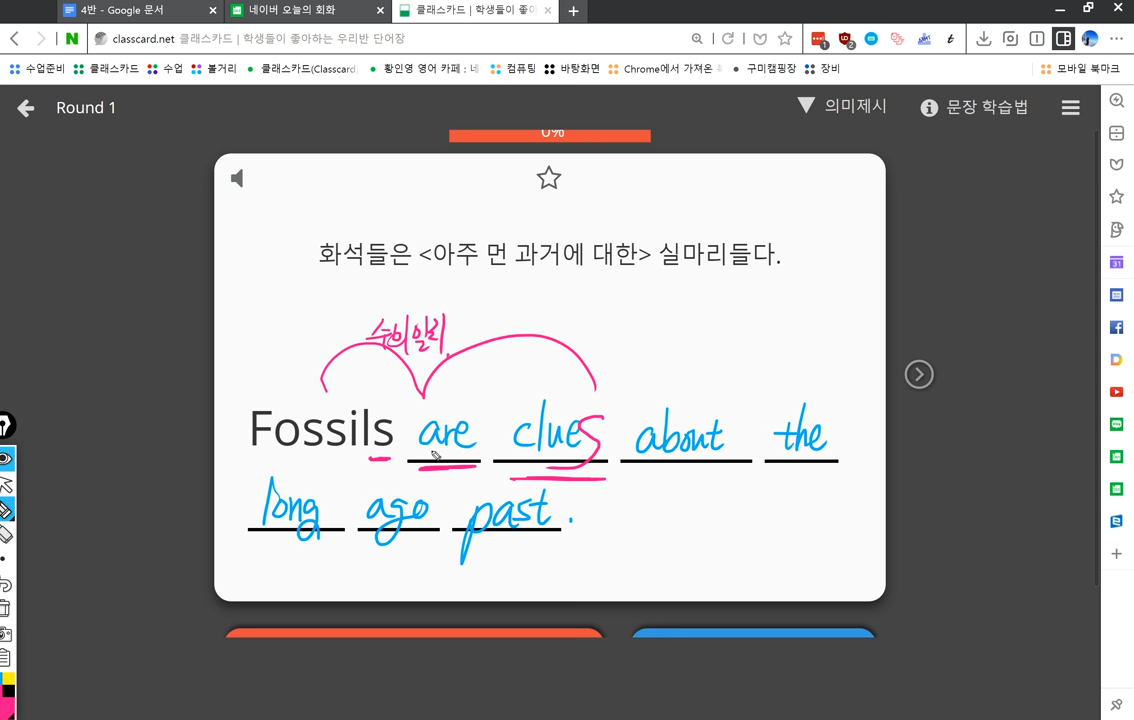 4반 - Google 문서
네이버 오늘의 회화
클래스카드 | 학생들이 좋아
classcard.net 클래스카드 | 학생들이 좋아하는 우리반 단어장
수업준비 클래스카드 수업 볼거리 클래스카드(Classcard) 황인영 영어 카페 : 네 컴퓨팅 바탕화면 Chrome에서 가져온 구미캠핑장 장비 모바일 북마크
Round 1 의미제시 문장 학습법
0%
화석들은 <아주 먼 과거에 대한> 실마리들다.
수의일치
Fossils are clues about the
long ago past.